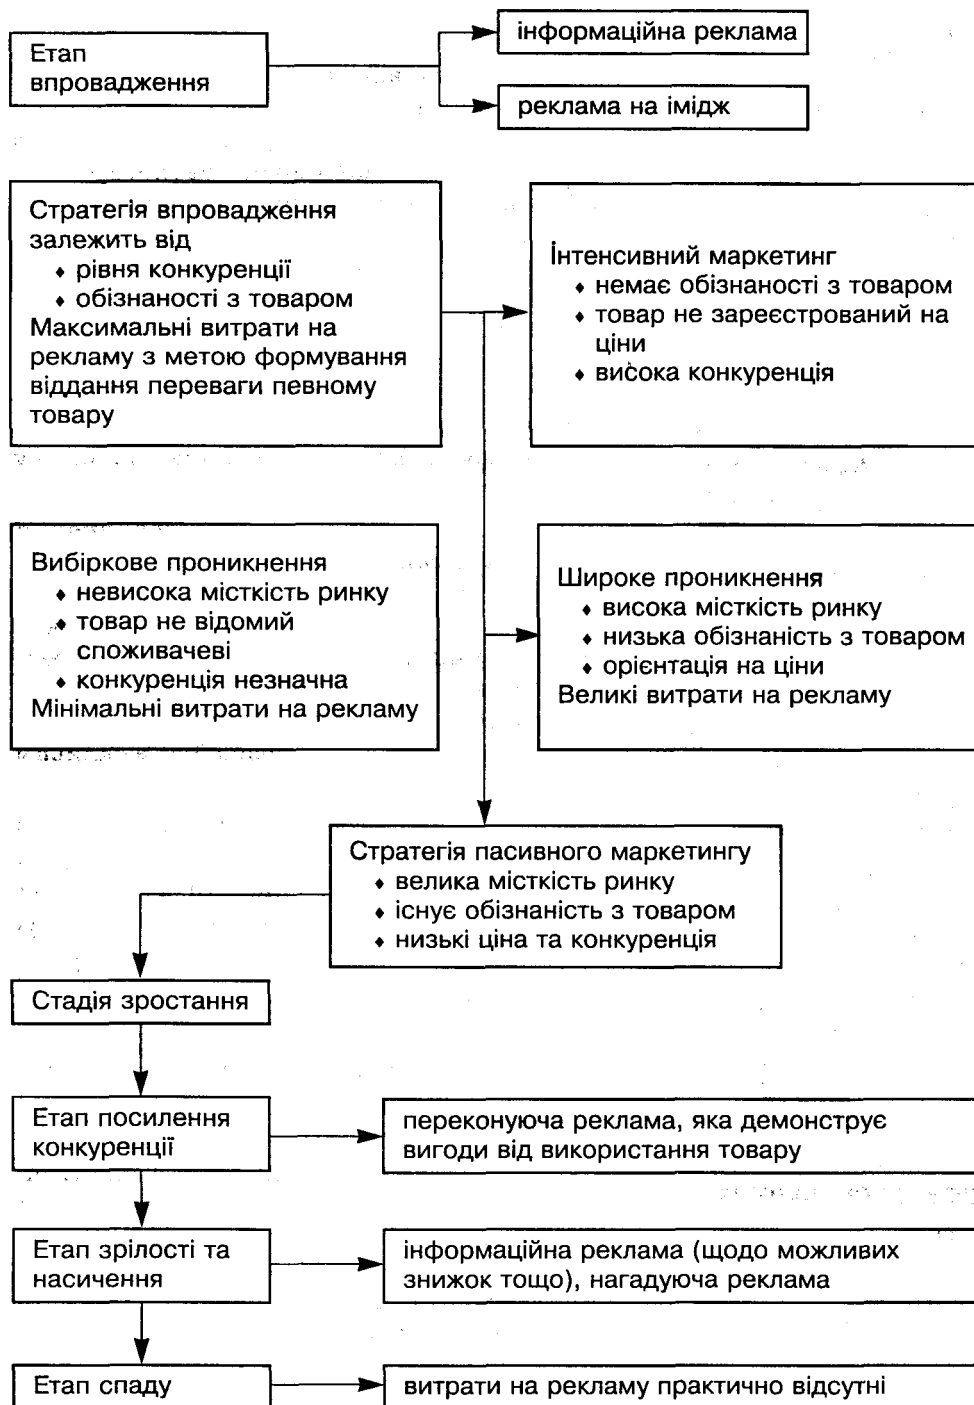 Етап
впровадження
інформаційна реклама
реклама на імідж
Стратегія впровадження
залежить від
♦ рівня конкуренції
♦ обізнаності з товаром
Максимальні витрати на
рекламу з метою формування
віддання переваги певному
товару
Інтенсивний маркетинг
♦ немає обізнаності з товаром
♦ товар не зареєстрований на
ціни
♦ висока конкуренція
Вибіркове проникнення
♦ невисока місткість ринку
♦ товар не відомий
споживачеві
♦ конкуренція незначна
Мінімальні витрати на рекламу
Широке проникнення
♦ висока місткість ринку
♦ низька обізнаність з товаром
♦ орієнтація на ціни
Великі витрати на рекламу
Стратегія пасивного маркетингу
♦ велика місткість ринку
♦ існує обізнаність з товаром
♦ низькі ціна та конкуренція
Стадія зростання
Етап посилення
конкуренції
переконуюча реклама, яка демонструє
вигоди від використання товару
Етап зрілості та
насичення
інформаційна реклама (щодо можливих
знижок тощо), нагадуюча реклама
Етап спаду
витрати на рекламу практично відсутні